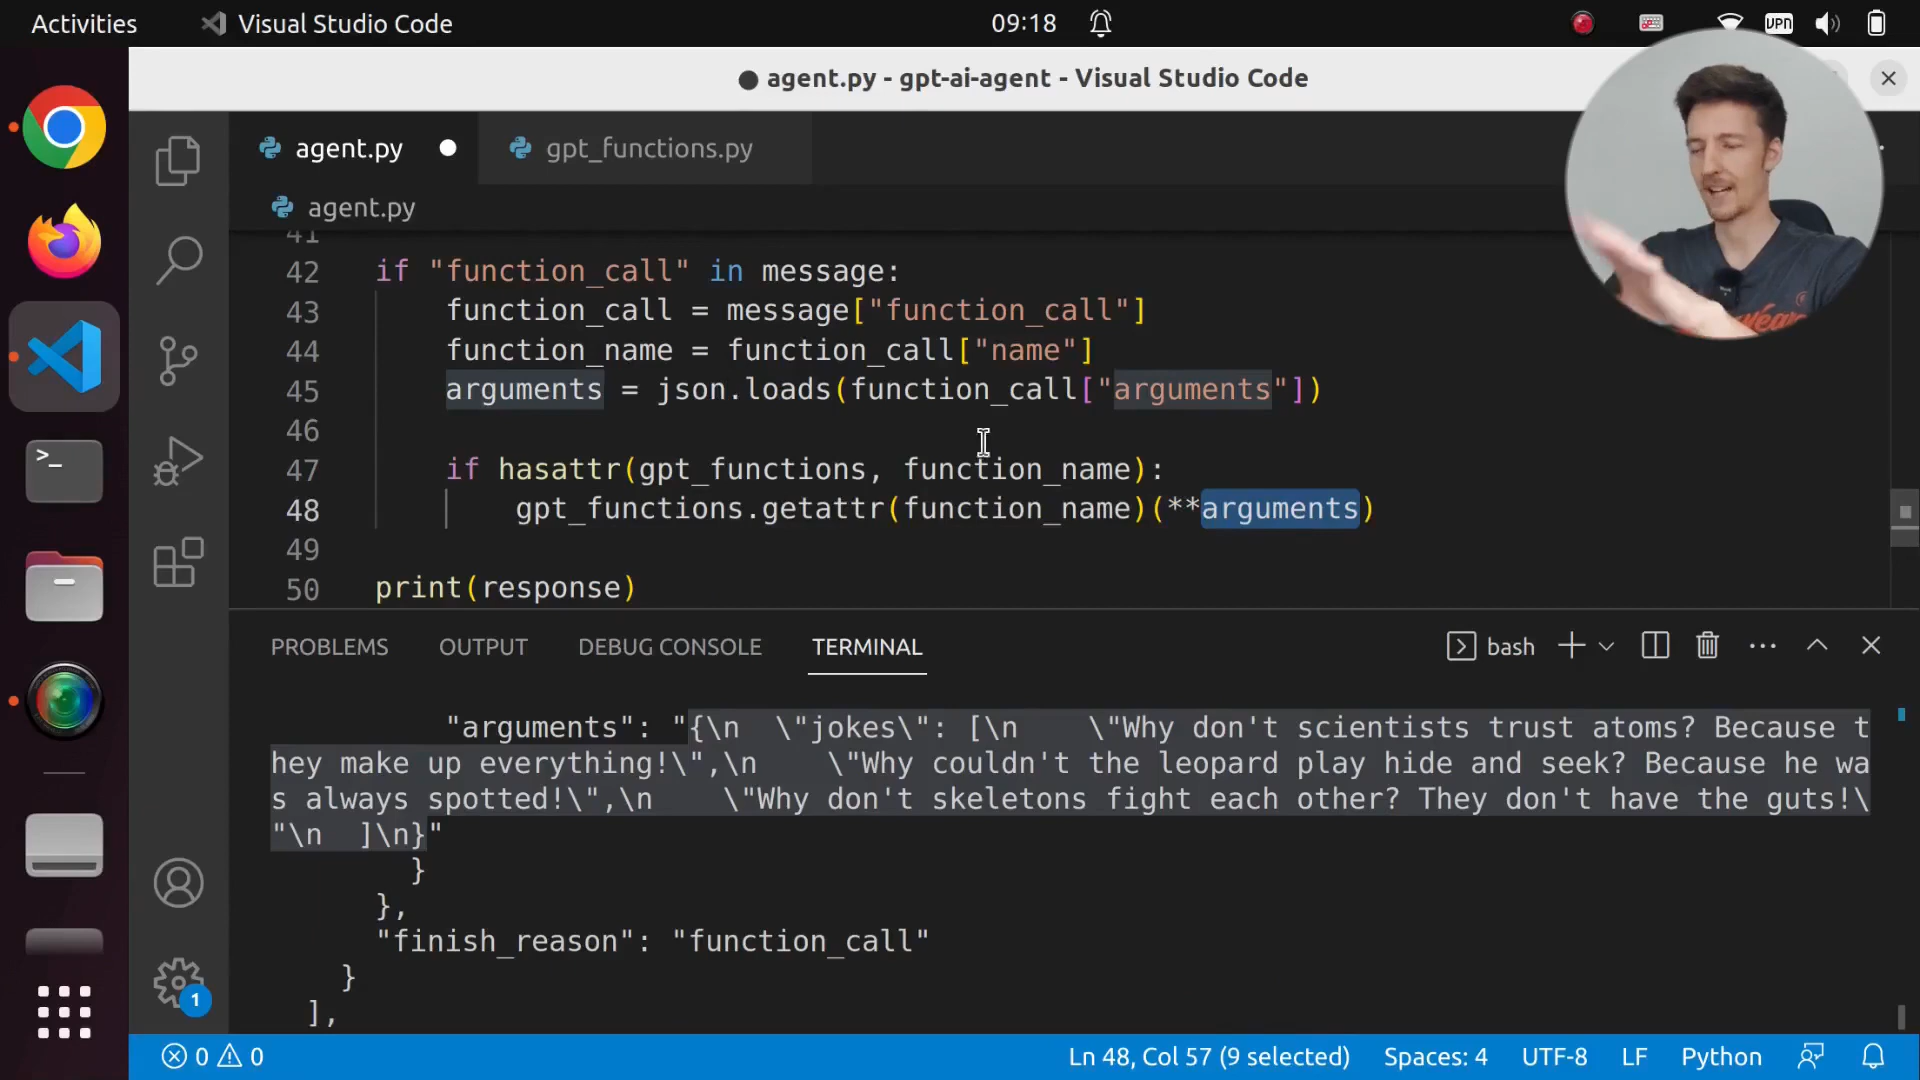 Activities
Visual Studio Code
09:18
VPN
● agent.py - gpt-ai-agent - Visual Studio Code
agent.py
gpt_functions.py
agent.py
41
42 if "function_call" in message:
43 function_call = message["function_call"]
44 function_name = function_call["name"]
45 arguments = json.loads(function_call["arguments"])
46
47 if hasattr(gpt_functions, function_name):
48 gpt_functions.getattr(function_name)(**arguments)
49
50 print(response)
PROBLEMS OUTPUT DEBUG CONSOLE TERMINAL
bash
"arguments": "{\n  \"jokes\": [\n    \"Why don't scientists trust atoms? Because t
hey make up everything!\",\n    \"Why couldn't the leopard play hide and seek? Because he wa
s always spotted!\",\n    \"Why don't skeletons fight each other? They don't have the guts!\
"\n  ]\n}"
}
},
"finish_reason": "function_call"
}
],
1
0 0
Ln 48, Col 57 (9 selected) Spaces: 4 UTF-8 LF Python